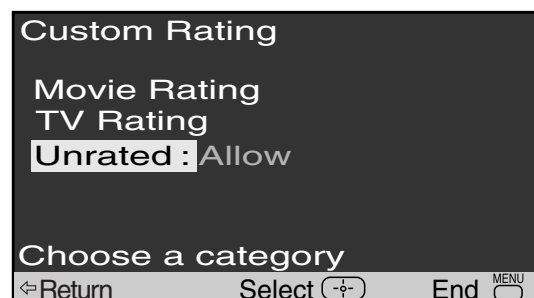 Custom Rating
Movie Rating
TV Rating
Unrated : Allow
Choose a category
Return Select End MENU